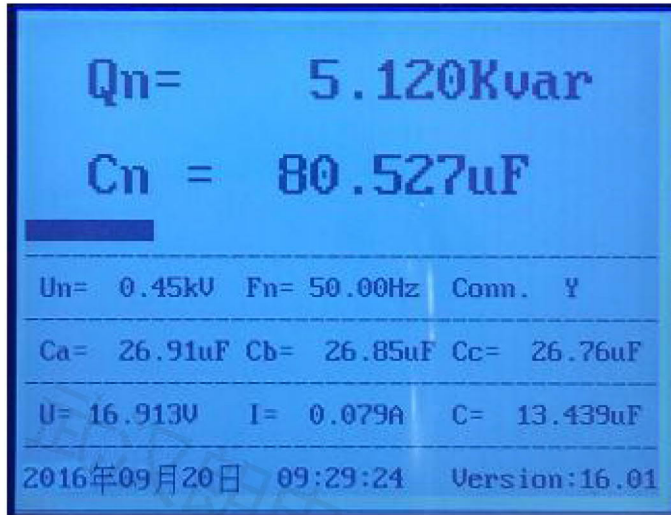 Qn= 5.120Kvar
Cn = 80.527uF
Un= 0.45kV Fn= 50.00Hz Conn. Y
Ca= 26.91uF Cb= 26.85uF Cc= 26.76uF
U= 16.913V I= 0.079A C= 13.439uF
2016年09月20日 09:29:24 Version:16.01